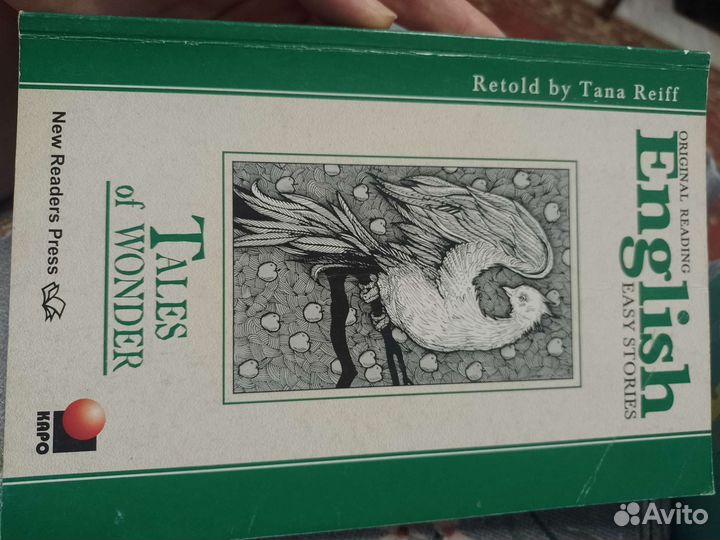 Retold by Tana Reiff
ORIGINAL READING
English
EASY STORIES
TALES
of WONDER
New Readers Press
КАРО
Avito